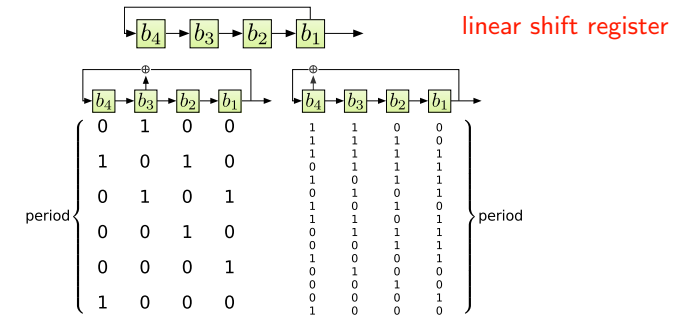 linear shift register
b₄ b₃ b₂ b₁
⊕
b₄ b₃ b₂ b₁
0 1 0 0
1 0 1 0
0 1 0 1
0 0 1 0
0 0 0 1
1 0 0 0
period
⊕
b₄ b₃ b₂ b₁
1 1 0 0
1 1 1 0
1 1 1 1
0 1 1 1
1 0 1 1
0 1 0 1
1 0 1 0
1 1 0 1
0 1 1 0
0 0 1 1
1 0 0 1
0 1 0 0
0 0 1 0
0 0 0 1
1 0 0 0
period